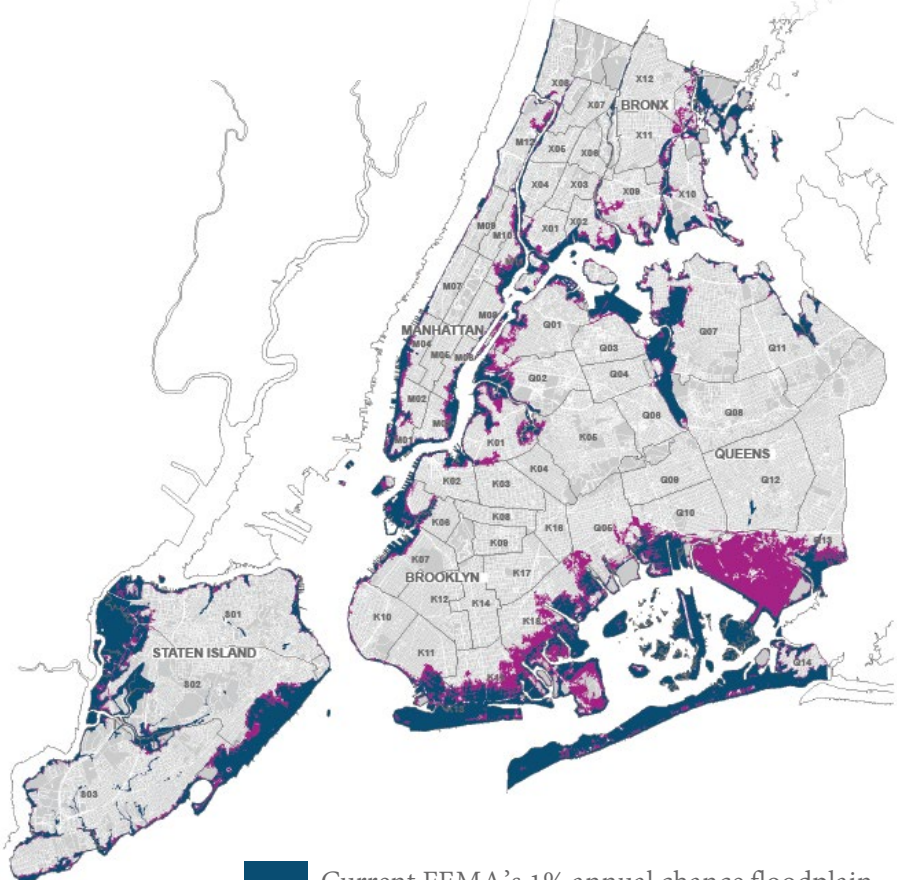 X08
X12
X07
BRONX
M12
X11
X05
X06
X04
X03
X09
X10
M09
M10
X01
X02
M07
M08
MANHATTAN
M04
M05
M06
M02
M01
Q01
Q03
Q07
Q11
Q02
Q04
Q06
Q08
K01
K05
QUEENS
K04
Q09
Q12
K02
K03
Q10
K06
K08
K16
Q05
K09
Q13
K07
BROOKLYN
K17
K12
K14
K10
K18
K11
Q14
S01
STATEN ISLAND
S02
S03
Current FEMA's 1% annual chance floodplain